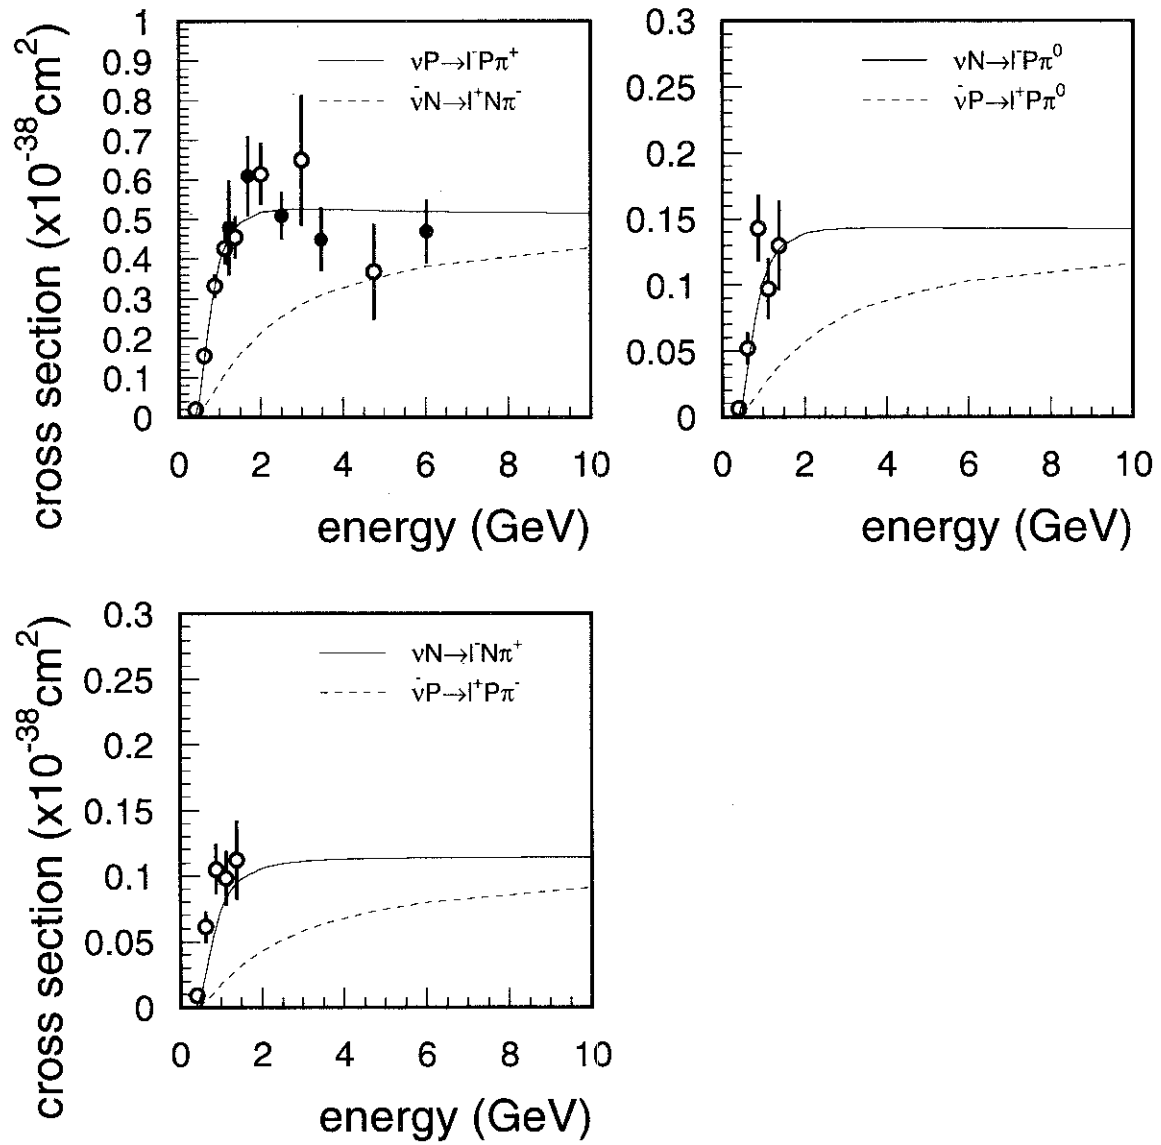 cross section (x10⁻³⁸cm²)
1
0.9
0.8
0.7
0.6
0.5
0.4
0.3
0.2
0.1
0
νP→l⁻Pπ⁺
ν̄N→l⁺Nπ⁻
0 2 4 6 8 10
energy (GeV)
0.3
0.25
0.2
0.15
0.1
0.05
0
νN→l⁻Pπ⁰
ν̄P→l⁺Pπ⁰
0 2 4 6 8 10
energy (GeV)
cross section (x10⁻³⁸cm²)
0.3
0.25
0.2
0.15
0.1
0.05
0
νN→l⁻Nπ⁺
ν̄P→l⁺Pπ⁻
0 2 4 6 8 10
energy (GeV)